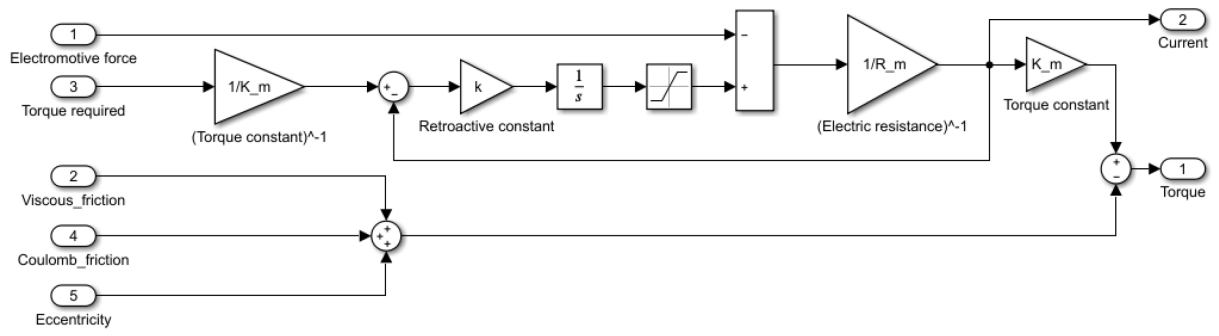 1
Electromotive force
3
Torque required
1/K_m
(Torque constant)^-1
+
−
k
Retroactive constant
1
s
−
+
1/R_m
(Electric resistance)^-1
K_m
Torque constant
2
Current
+
−
1
Torque
2
Viscous_friction
4
Coulomb_friction
5
Eccentricity
+
+
+